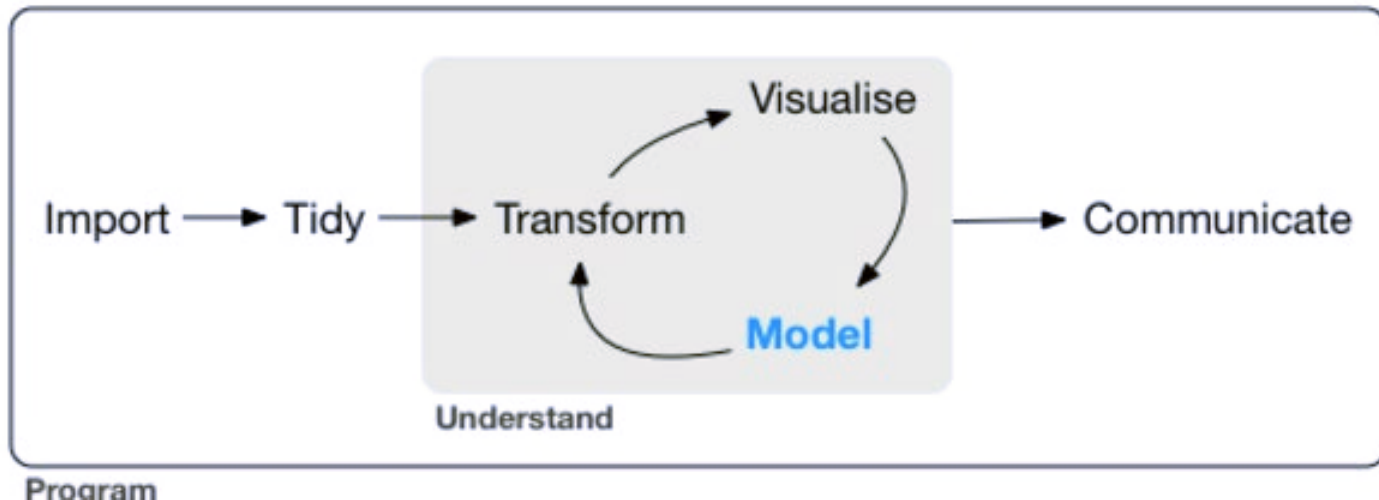 Visualise
Import Tidy Transform Communicate
Model
Understand
Program